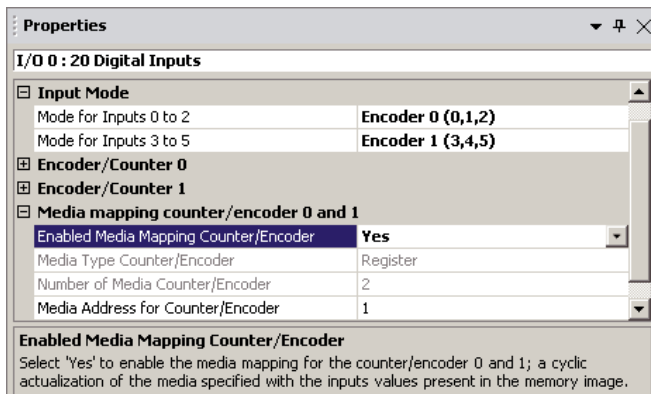 Properties
I/O 0 : 20 Digital Inputs
Input Mode
Mode for Inputs 0 to 2 Encoder 0 (0,1,2)
Mode for Inputs 3 to 5 Encoder 1 (3,4,5)
Encoder/Counter 0
Encoder/Counter 1
Media mapping counter/encoder 0 and 1
Enabled Media Mapping Counter/Encoder Yes
Media Type Counter/Encoder Register
Number of Media Counter/Encoder 2
Media Address for Counter/Encoder 1
Enabled Media Mapping Counter/Encoder
Select 'Yes' to enable the media mapping for the counter/encoder 0 and 1; a cyclic
actualization of the media specified with the inputs values present in the memory image.